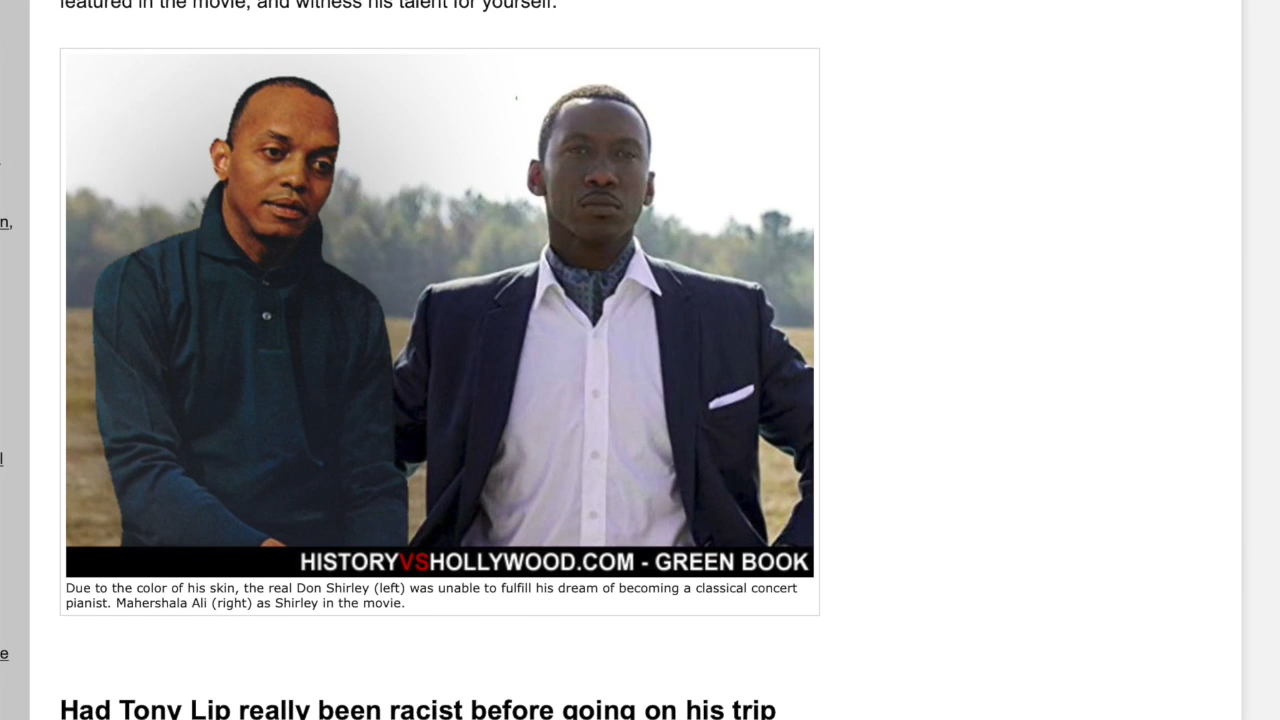 featured in the movie, and witness his talent for yourself.
n,
l
e
HISTORYVSHOLLYWOOD.COM - GREEN BOOK
Due to the color of his skin, the real Don Shirley (left) was unable to fulfill his dream of becoming a classical concert
pianist. Mahershala Ali (right) as Shirley in the movie.
Had Tony Lip really been racist before going on his trip